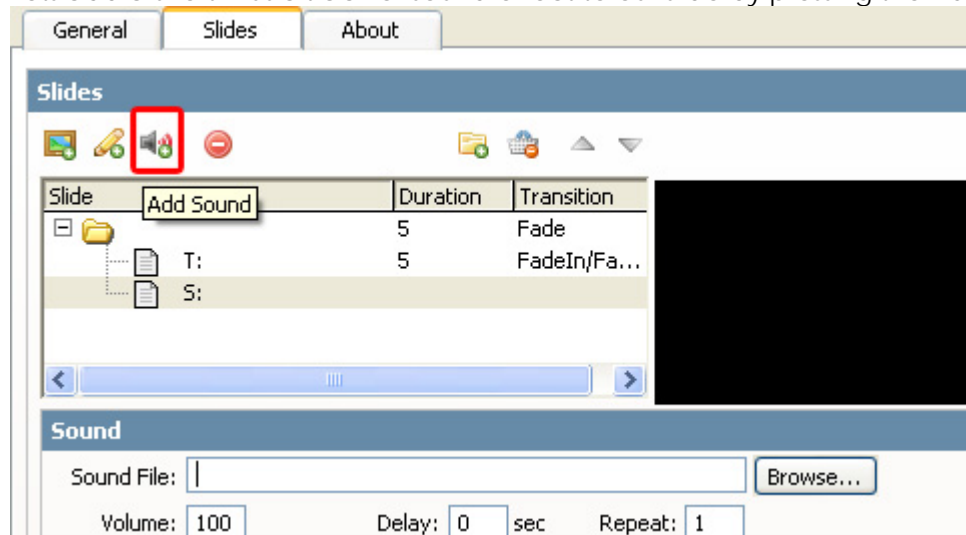 General Slides About
Slides
Add Sound
Slide Duration Transition
5 Fade
T: 5 FadeIn/Fa...
S:
Sound
Sound File: Browse...
Volume: 100 Delay: 0 sec Repeat: 1